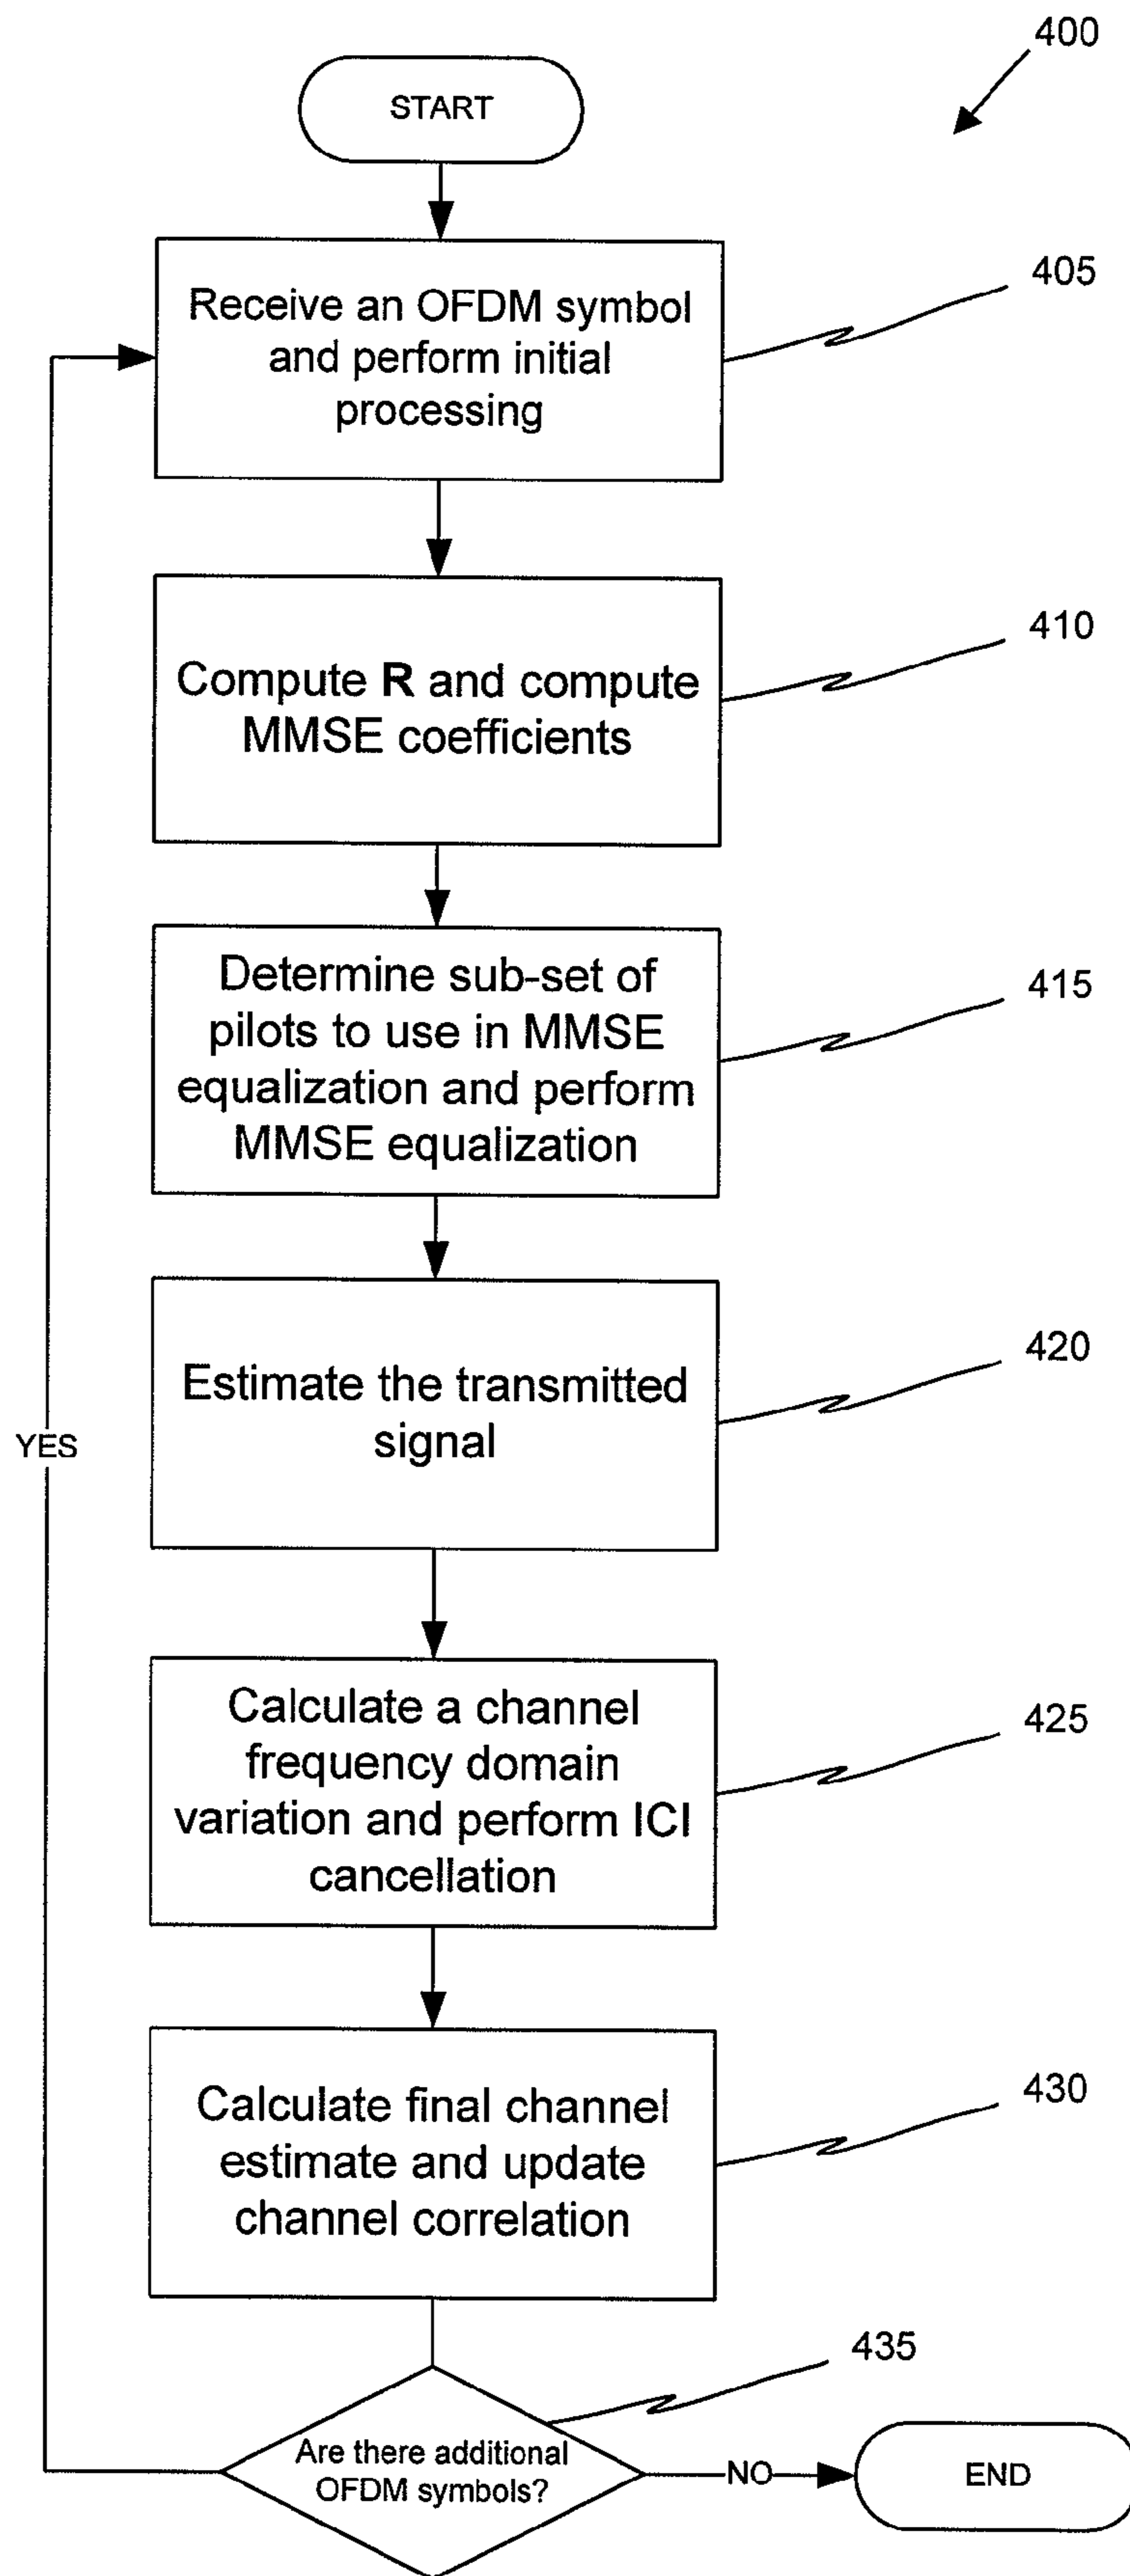 400
START
Receive an OFDM symbol
and perform initial
processing
405
Compute R and compute
MMSE coefficients
410
Determine sub-set of
pilots to use in MMSE
equalization and perform
MMSE equalization
415
Estimate the transmitted
signal
420
YES
Calculate a channel
frequency domain
variation and perform ICI
cancellation
425
Calculate final channel
estimate and update
channel correlation
430
435
Are there additional
OFDM symbols?
NO
END